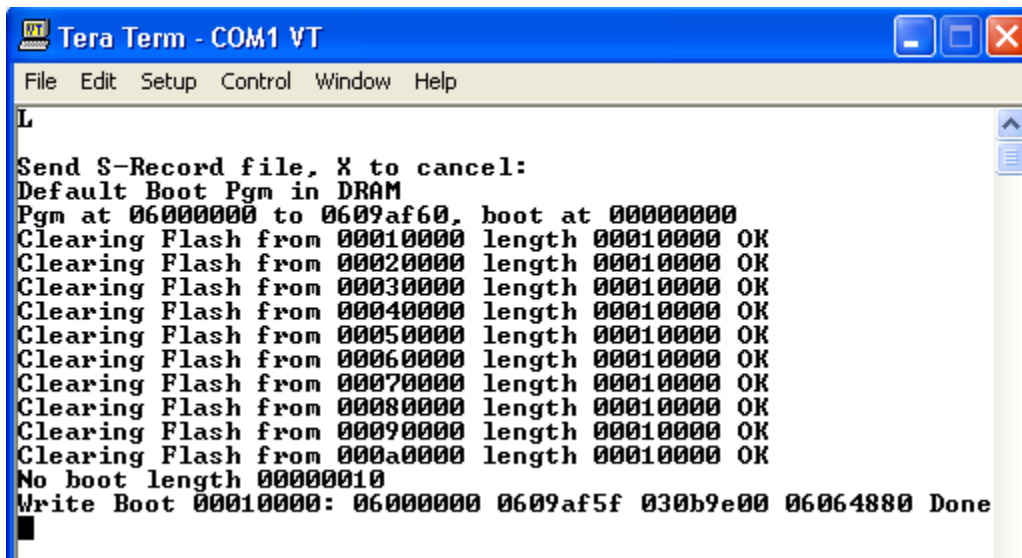 Tera Term - COM1 VT
File Edit Setup Control Window Help
L
Send S-Record file, X to cancel:
Default Boot Pgm in DRAM
Pgm at 06000000 to 0609af60, boot at 00000000
Clearing Flash from 00010000 length 00010000 OK
Clearing Flash from 00020000 length 00010000 OK
Clearing Flash from 00030000 length 00010000 OK
Clearing Flash from 00040000 length 00010000 OK
Clearing Flash from 00050000 length 00010000 OK
Clearing Flash from 00060000 length 00010000 OK
Clearing Flash from 00070000 length 00010000 OK
Clearing Flash from 00080000 length 00010000 OK
Clearing Flash from 00090000 length 00010000 OK
Clearing Flash from 000a0000 length 00010000 OK
No boot length 00000010
Write Boot 00010000: 06000000 0609af5f 030b9e00 06064880 Done